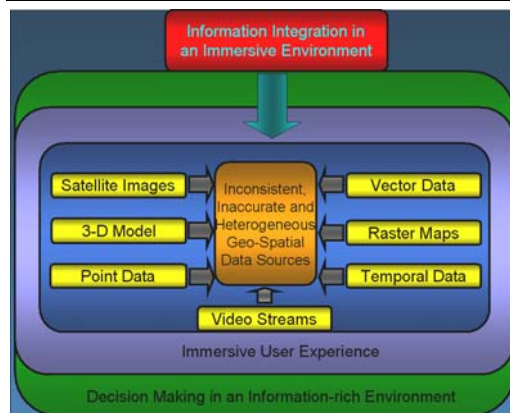 Information Integration in
an Immersive Environment
Satellite Images
3-D Model
Point Data
Inconsistent,
Inaccurate and
Heterogeneous
Geo-Spatial
Data Sources
Vector Data
Raster Maps
Temporal Data
Video Streams
Immersive User Experience
Decision Making in an Information-rich Environment